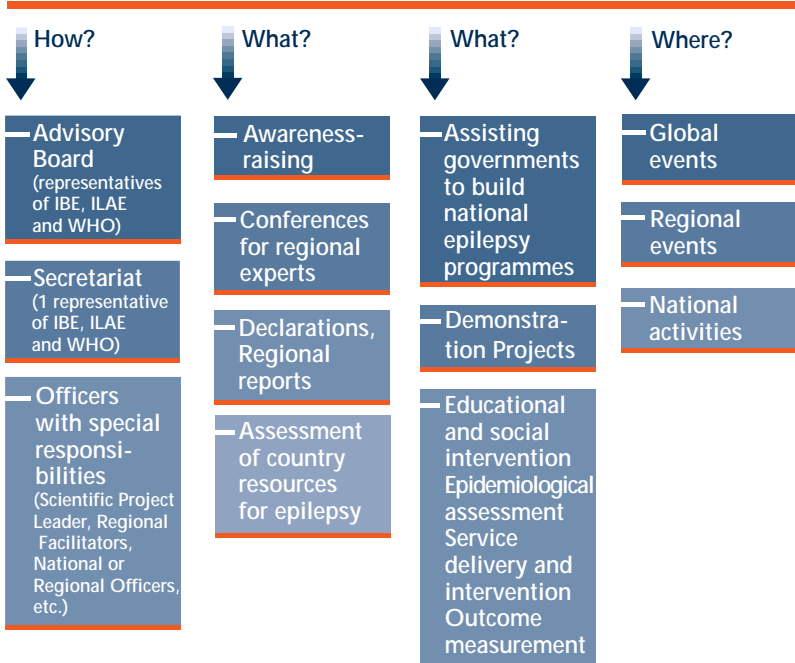 How?
Advisory
Board
(representatives
of IBE, ILAE
and WHO)
Secretariat
(1 representative
of IBE, ILAE
and WHO)
Officers
with special
responsi-
bilities
(Scientific Project
Leader, Regional
Facilitators,
National or
Regional Officers,
etc.)
What?
Awareness-
raising
Conferences
for regional
experts
Declarations,
Regional
reports
Assessment
of country
resources
for epilepsy
What?
Assisting
governments
to build
national
epilepsy
programmes
Demonstra-
tion Projects
Educational
and social
intervention
Epidemiological
assessment
Service
delivery and
intervention
Outcome
measurement
Where?
Global
events
Regional
events
National
activities